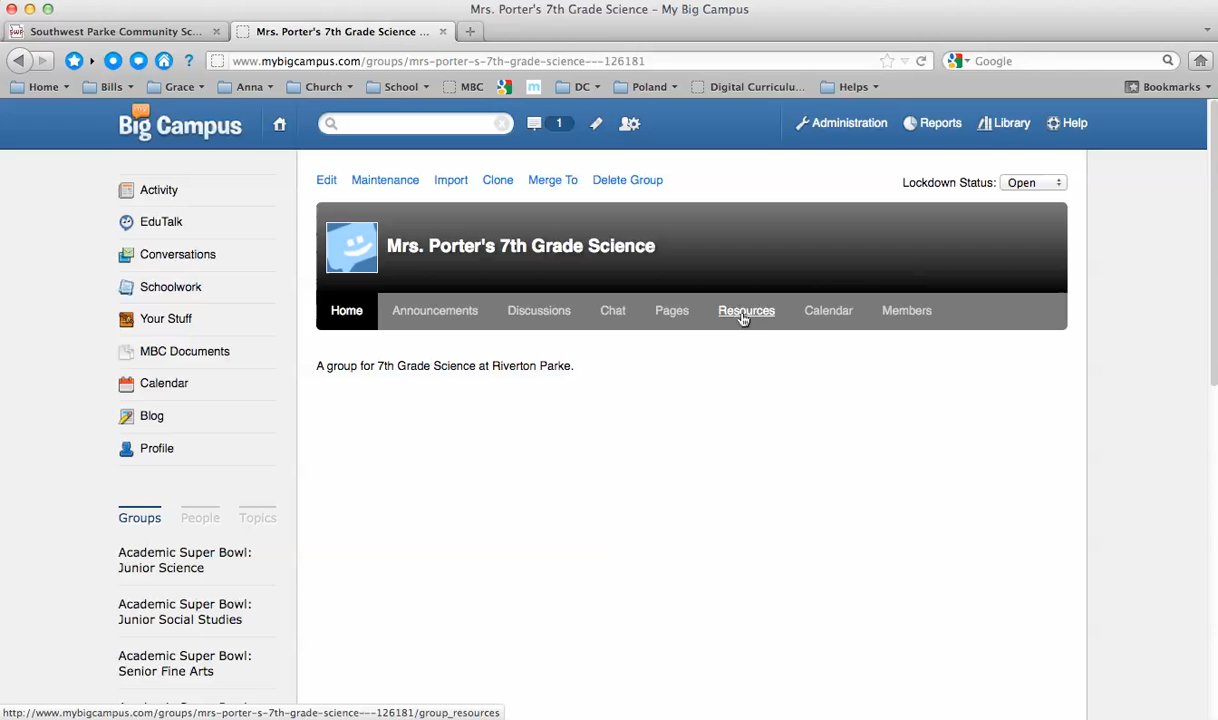 Mrs. Porter's 7th Grade Science – My Big Campus
Southwest Parke Community Sc...
Mrs. Porter's 7th Grade Science ...
www.mybigcampus.com/groups/mrs-porter-s-7th-grade-science---126181
Google
Home
Bills
Grace
Anna
Church
School
MBC
DC
Poland
Digital Curriculu...
Helps
Bookmarks
my
Big Campus
1
Administration
Reports
Library
Help
Edit
Maintenance
Import
Clone
Merge To
Delete Group
Lockdown Status:
Open
Mrs. Porter's 7th Grade Science
Home
Announcements
Discussions
Chat
Pages
Resources
Calendar
Members
A group for 7th Grade Science at Riverton Parke.
Activity
EduTalk
Conversations
Schoolwork
Your Stuff
MBC Documents
Calendar
Blog
Profile
Groups
People
Topics
Academic Super Bowl:
Junior Science
Academic Super Bowl:
Junior Social Studies
Academic Super Bowl:
Senior Fine Arts
http://www.mybigcampus.com/groups/mrs-porter-s-7th-grade-science---126181/group_resources